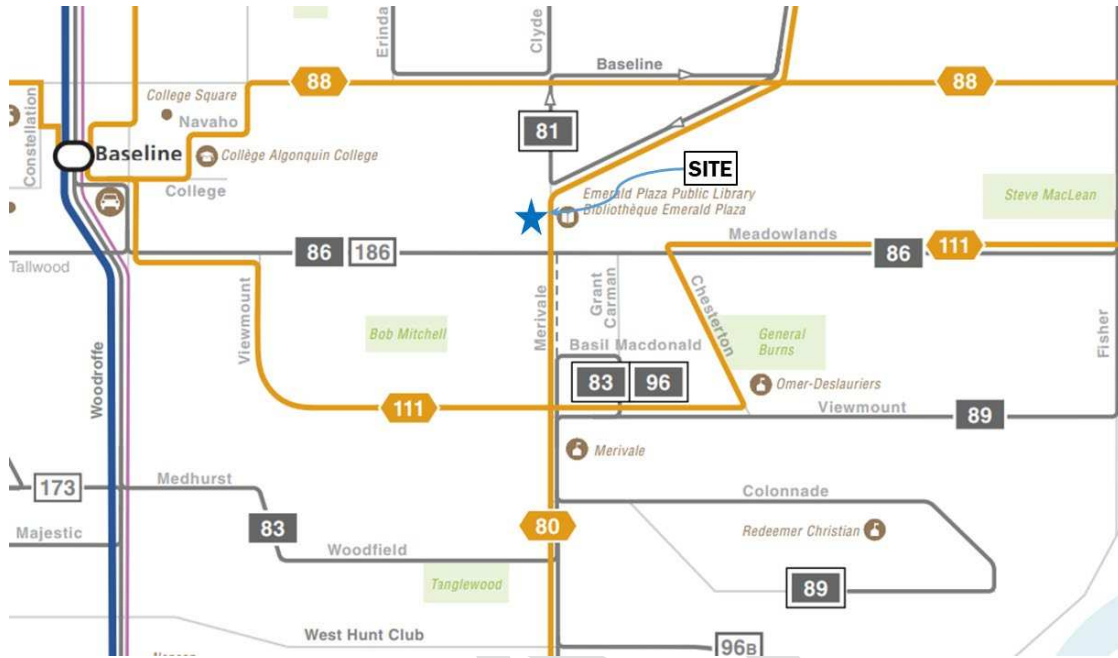 Erinda
Clyde
Baseline
88
88
College Square
Navaho
81
Constellation
Baseline
Collège Algonquin College
College
SITE
Emerald Plaza Public Library
Bibliothèque Emerald Plaza
Steve MacLean
Meadowlands
86
186
86
111
Tallwood
Viewmount
Merivale
Grant
Carman
Chesterton
Bob Mitchell
General
Burns
Fisher
Basil Macdonald
83
96
Omer-Deslauriers
Woodroffe
111
Viewmount
89
Merivale
173
Medhurst
Colonnade
83
80
Redeemer Christian
Majestic
Woodfield
Tanglewood
89
West Hunt Club
96B